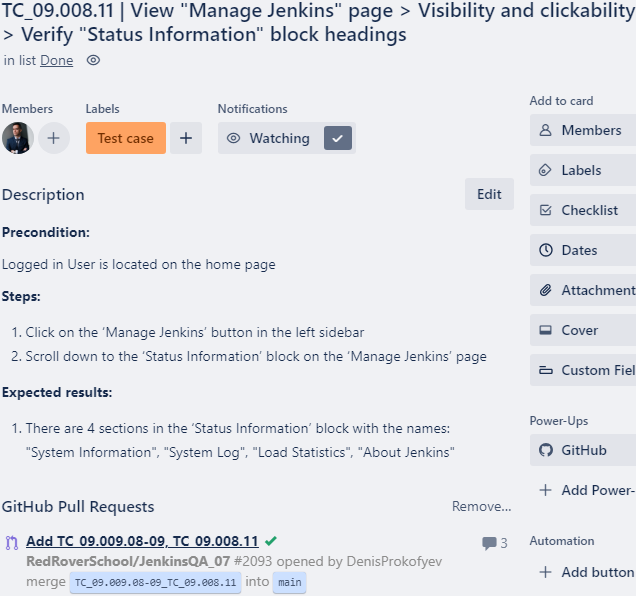 TC_09.008.11 | View "Manage Jenkins" page > Visibility and clickability
> Verify "Status Information" block headings
in list Done
Members
Labels
Notifications
Test case
Watching
Description
Edit
Precondition:
Logged in User is located on the home page
Steps:
1. Click on the ‘Manage Jenkins’ button in the left sidebar
2. Scroll down to the ‘Status Information’ block on the ‘Manage Jenkins’ page
Expected results:
1. There are 4 sections in the ‘Status Information’ block with the names:
"System Information", "System Log", "Load Statistics", "About Jenkins"
GitHub Pull Requests
Remove...
Add TC_09.009.08-09, TC_09.008.11
3
RedRoverSchool/JenkinsQA_07 #2093 opened by DenisProkofyev
merge TC_09.009.08-09_TC_09.008.11 into main
Add to card
Members
Labels
Checklist
Dates
Attachment
Cover
Custom Fiel
Power-Ups
GitHub
Add Power-
Automation
Add button